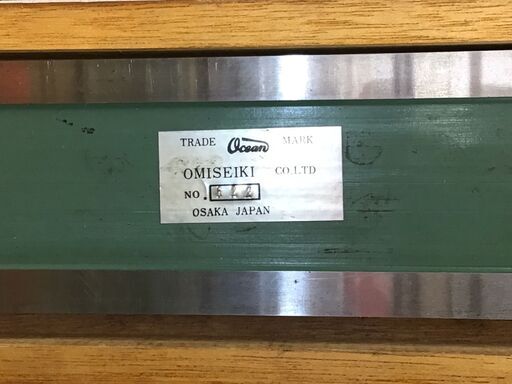 TRADE Ocean MARK
OMISEIKI CO.LTD
NO.
OSAKA JAPAN